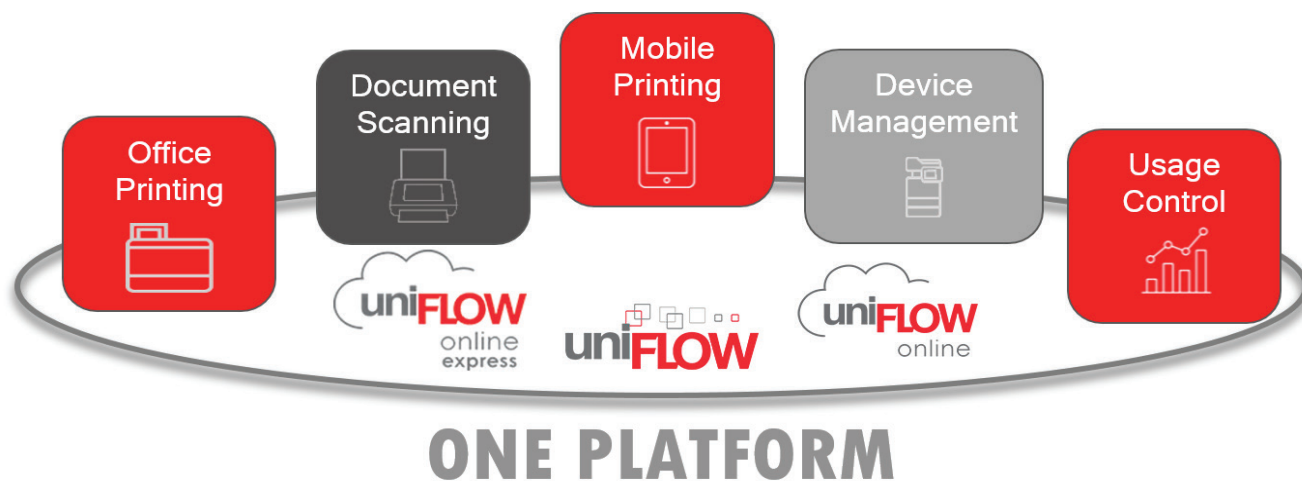 Office
Printing
Document
Scanning
Mobile
Printing
Device
Management
Usage
Control
uniFLOW
online
express
uniFLOW
uniFLOW
online
ONE PLATFORM